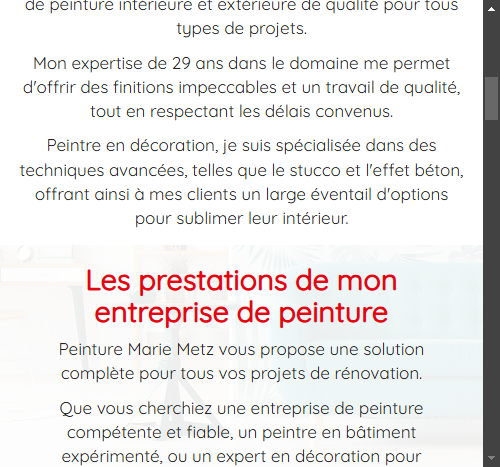 de peinture intérieure et extérieure de qualité pour tous
types de projets.
Mon expertise de 29 ans dans le domaine me permet
d'offrir des finitions impeccables et un travail de qualité,
tout en respectant les délais convenus.
Peintre en décoration, je suis spécialisée dans des
techniques avancées, telles que le stucco et l'effet béton,
offrant ainsi à mes clients un large éventail d'options
pour sublimer leur intérieur.
Les prestations de mon
entreprise de peinture
Peinture Marie Metz vous propose une solution
complète pour tous vos projets de rénovation.
Que vous cherchiez une entreprise de peinture
compétente et fiable, un peintre en bâtiment
expérimenté, ou un expert en décoration pour